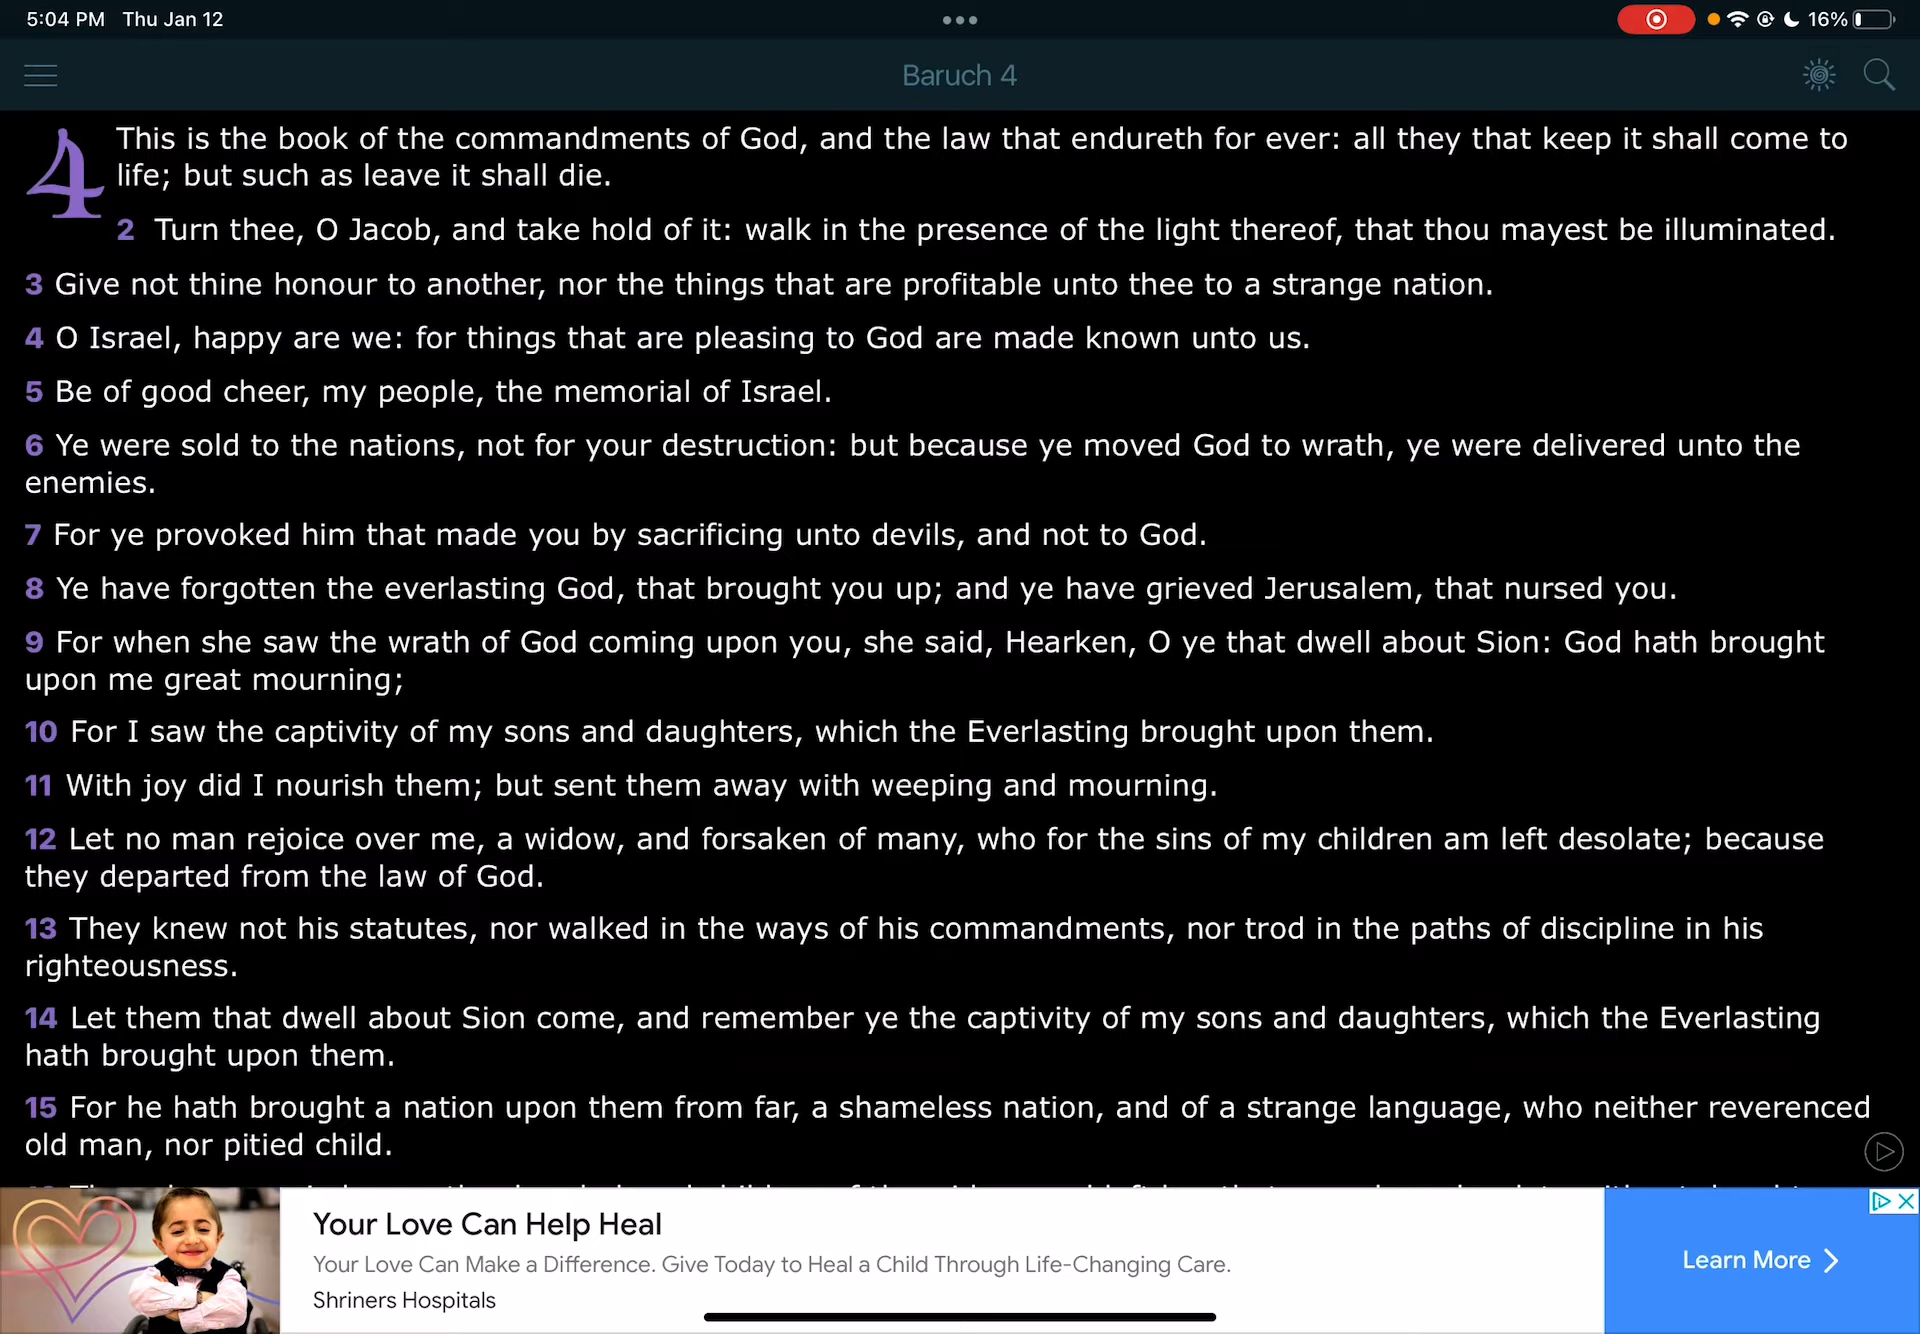 5:04 PM Thu Jan 12
16%
Baruch 4
4 This is the book of the commandments of God, and the law that endureth for ever: all they that keep it shall come to
life; but such as leave it shall die.
2 Turn thee, O Jacob, and take hold of it: walk in the presence of the light thereof, that thou mayest be illuminated.
3 Give not thine honour to another, nor the things that are profitable unto thee to a strange nation.
4 O Israel, happy are we: for things that are pleasing to God are made known unto us.
5 Be of good cheer, my people, the memorial of Israel.
6 Ye were sold to the nations, not for your destruction: but because ye moved God to wrath, ye were delivered unto the
enemies.
7 For ye provoked him that made you by sacrificing unto devils, and not to God.
8 Ye have forgotten the everlasting God, that brought you up; and ye have grieved Jerusalem, that nursed you.
9 For when she saw the wrath of God coming upon you, she said, Hearken, O ye that dwell about Sion: God hath brought
upon me great mourning;
10 For I saw the captivity of my sons and daughters, which the Everlasting brought upon them.
11 With joy did I nourish them; but sent them away with weeping and mourning.
12 Let no man rejoice over me, a widow, and forsaken of many, who for the sins of my children am left desolate; because
they departed from the law of God.
13 They knew not his statutes, nor walked in the ways of his commandments, nor trod in the paths of discipline in his
righteousness.
14 Let them that dwell about Sion come, and remember ye the captivity of my sons and daughters, which the Everlasting
hath brought upon them.
15 For he hath brought a nation upon them from far, a shameless nation, and of a strange language, who neither reverenced
old man, nor pitied child.
Your Love Can Help Heal
Your Love Can Make a Difference. Give Today to Heal a Child Through Life-Changing Care.
Shriners Hospitals
Learn More